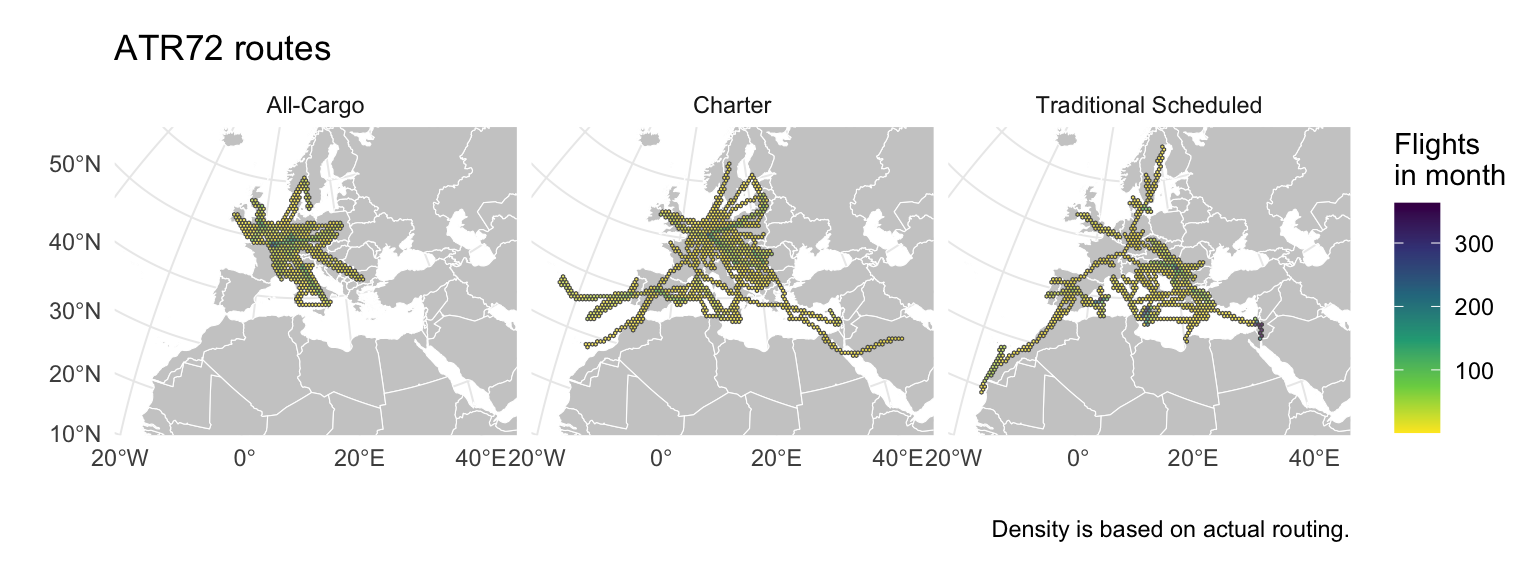 ATR72 routes
All-Cargo
Charter
Traditional Scheduled
50°N
40°N
30°N
20°N
10°N
20°W
0°
20°E
40°E
20°W
0°
20°E
40°E
20°W
0°
20°E
40°E
Flights
in month
300
200
100
Density is based on actual routing.